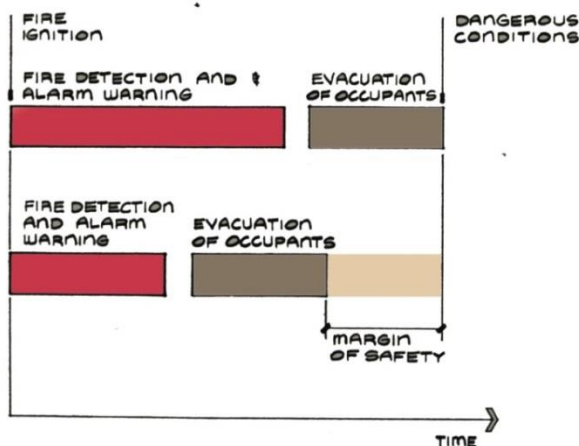 FIRE
IGNITION
DANGEROUS
CONDITIONS
FIRE DETECTION AND
ALARM WARNING
EVACUATION
OF OCCUPANTS
FIRE DETECTION
AND ALARM
WARNING
EVACUATION
OF OCCUPANTS
MARGIN
OF SAFETY
TIME